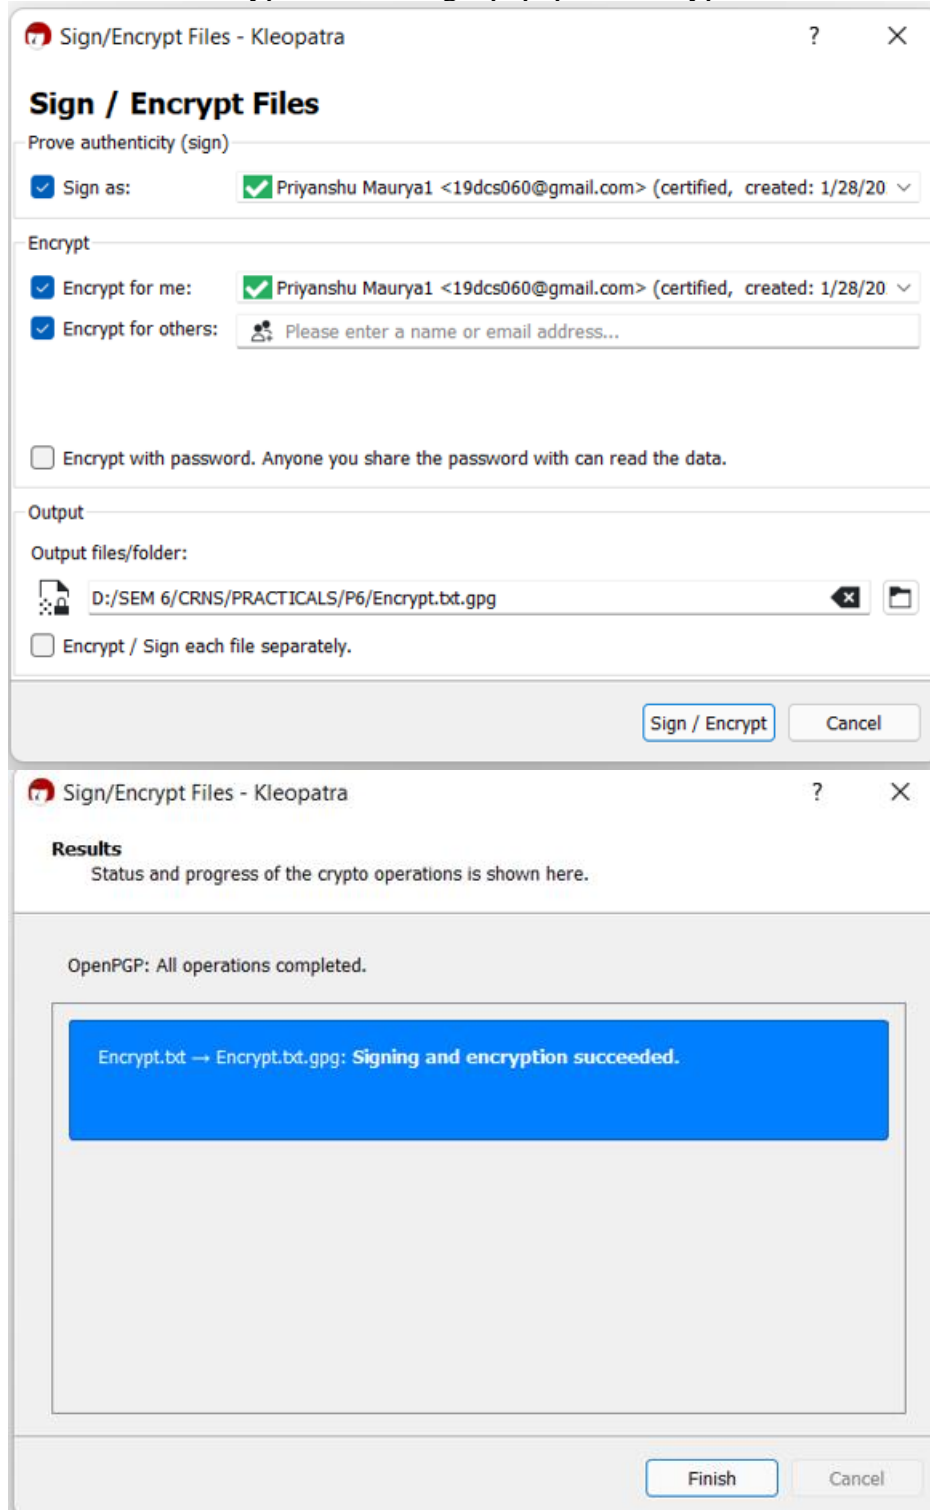 Sign/Encrypt Files - Kleopatra ? ✕
Sign / Encrypt Files
Prove authenticity (sign)
Sign as: Priyanshu Maurya1 <19dcs060@gmail.com> (certified, created: 1/28/20
Encrypt
Encrypt for me: Priyanshu Maurya1 <19dcs060@gmail.com> (certified, created: 1/28/20
Encrypt for others: Please enter a name or email address...
Encrypt with password. Anyone you share the password with can read the data.
Output
Output files/folder:
D:/SEM 6/CRNS/PRACTICALS/P6/Encrypt.txt.gpg
Encrypt / Sign each file separately.
Sign / Encrypt Cancel
Sign/Encrypt Files - Kleopatra ? ✕
Results
Status and progress of the crypto operations is shown here.
OpenPGP: All operations completed.
Encrypt.txt → Encrypt.txt.gpg: Signing and encryption succeeded.
Finish Cancel